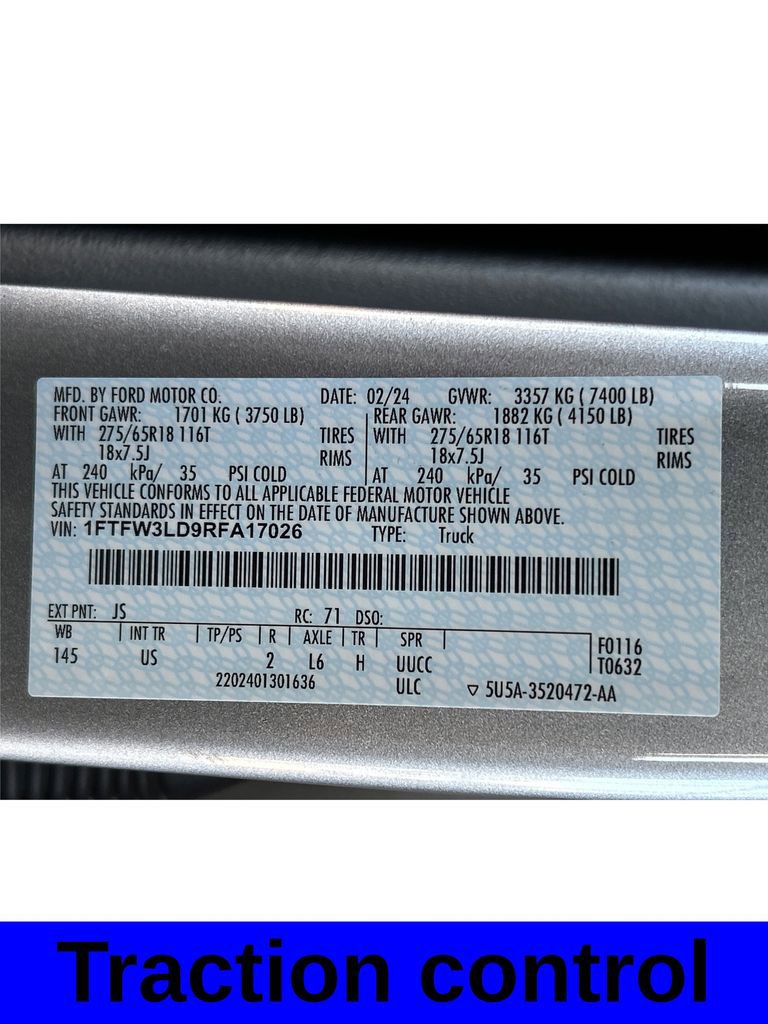 MFD. BY FORD MOTOR CO. DATE: 02/24 GVWR: 3357 KG ( 7400 LB)
FRONT GAWR: 1701 KG ( 3750 LB) REAR GAWR: 1882 KG ( 4150 LB)
WITH 275/65R18 116T TIRES 275/65R18 116T TIRES
18x7.5J RIMS 18x7.5J RIMS
AT 240 kPa/ 35 PSI COLD AT 240 kPa/ 35 PSI COLD
THIS VEHICLE CONFORMS TO ALL APPLICABLE FEDERAL MOTOR VEHICLE
SAFETY STANDARDS IN EFFECT ON THE DATE OF MANUFACTURE SHOWN ABOVE.
VIN: 1FTFW3LD9RFA17026 TYPE: Truck
EXT PNT: JS RC: 71 DSO:
WB INT TR TP/PS R AXLE TR SPR F0116
145 US 2 L6 H UUCC T0632
2202401301636 ULC ▽ 5U5A-3520472-AA
Traction control